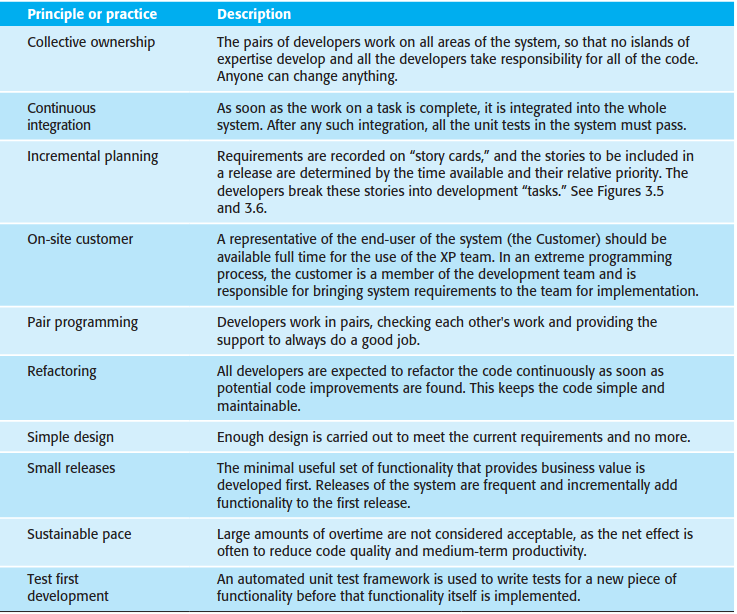 Principle or practice Description
Collective ownership The pairs of developers work on all areas of the system, so that no islands of
expertise develop and all the developers take responsibility for all of the code.
Anyone can change anything.
Continuous As soon as the work on a task is complete, it is integrated into the whole
integration system. After any such integration, all the unit tests in the system must pass.
Incremental planning Requirements are recorded on “story cards,” and the stories to be included in
a release are determined by the time available and their relative priority. The
developers break these stories into development “tasks.” See Figures 3.5
and 3.6.
On-site customer A representative of the end-user of the system (the Customer) should be
available full time for the use of the XP team. In an extreme programming
process, the customer is a member of the development team and is
responsible for bringing system requirements to the team for implementation.
Pair programming Developers work in pairs, checking each other's work and providing the
support to always do a good job.
Refactoring All developers are expected to refactor the code continuously as soon as
potential code improvements are found. This keeps the code simple and
maintainable.
Simple design Enough design is carried out to meet the current requirements and no more.
Small releases The minimal useful set of functionality that provides business value is
developed first. Releases of the system are frequent and incrementally add
functionality to the first release.
Sustainable pace Large amounts of overtime are not considered acceptable, as the net effect is
often to reduce code quality and medium-term productivity.
Test first An automated unit test framework is used to write tests for a new piece of
development functionality before that functionality itself is implemented.